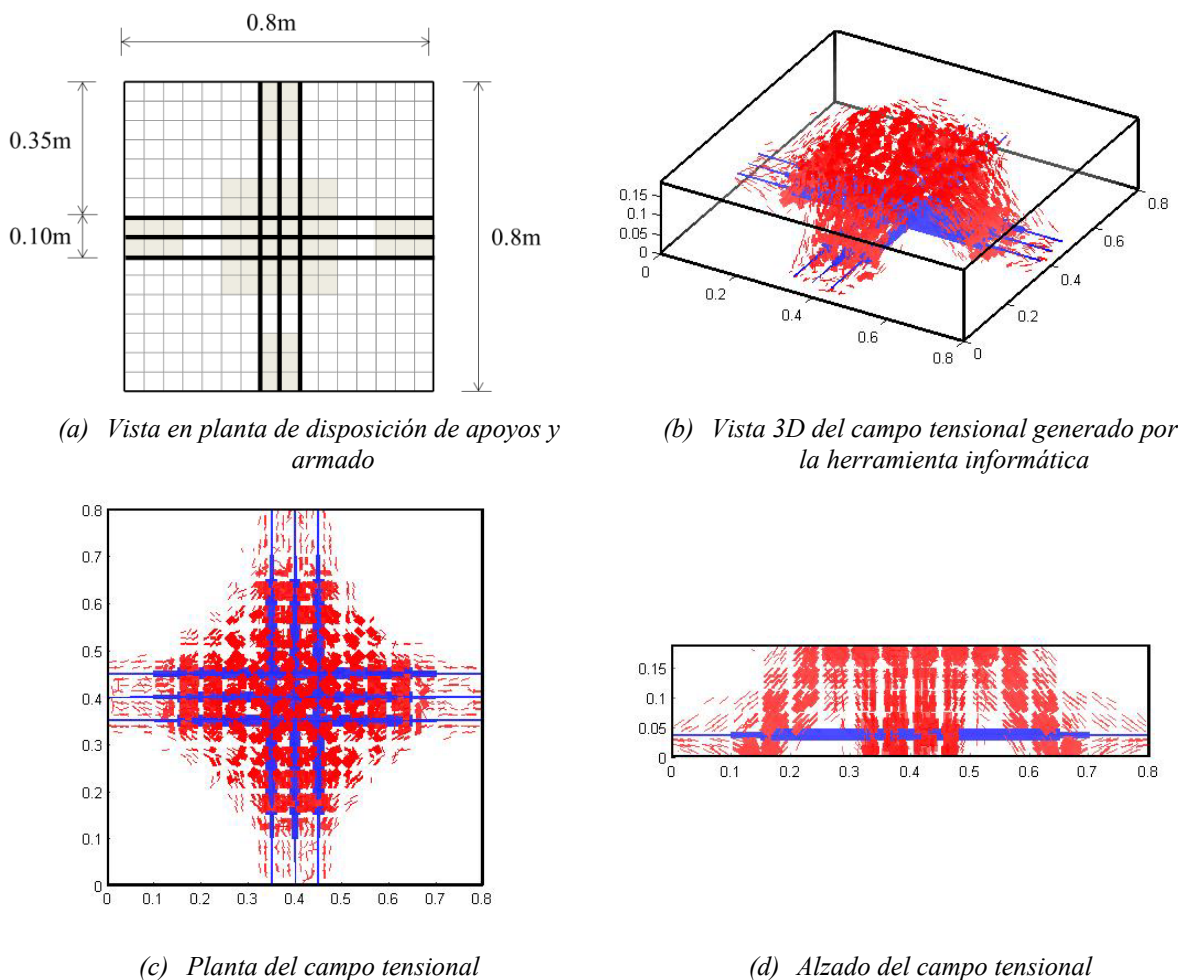 0.8m
0.35m
0.10m
0.8m
0.15
0.1
0.05
0
0
0.2
0.4
0.6
0.8
0
0.2
0.4
0.6
0.8
(a) Vista en planta de disposición de apoyos y
armado
(b) Vista 3D del campo tensional generado por
la herramienta informática
0.8
0.7
0.6
0.5
0.4
0.3
0.2
0.1
0
0 0.1 0.2 0.3 0.4 0.5 0.6 0.7 0.8
0.15
0.1
0.05
0
0 0.1 0.2 0.3 0.4 0.5 0.6 0.7 0.8
(c) Planta del campo tensional
(d) Alzado del campo tensional